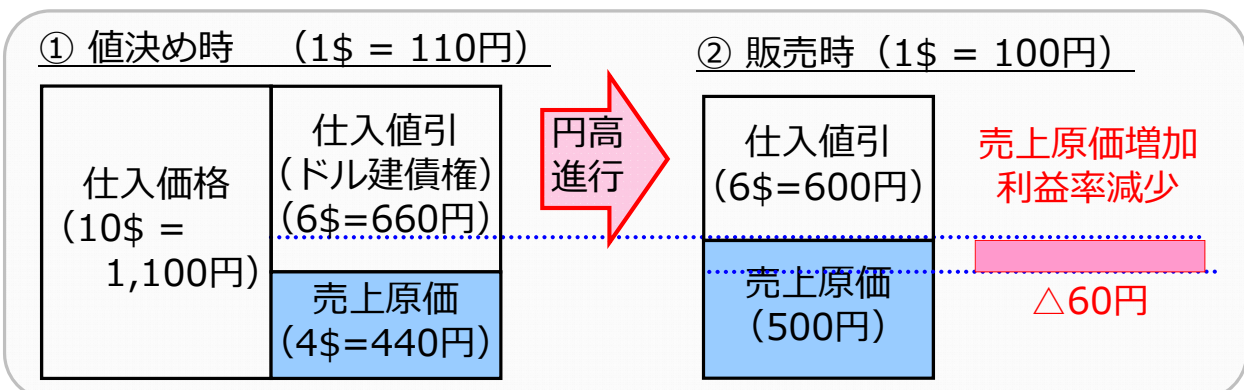 ① 値決め時　（1$ = 110円）
仕入価格
（10$ =
1,100円）
仕入値引
（ドル建債権）
（6$=660円）
売上原価
（4$=440円）
円高
進行
② 販売時（1$ = 100円）
仕入値引
（6$=600円）
売上原価
（500円）
売上原価増加
利益率減少
△60円